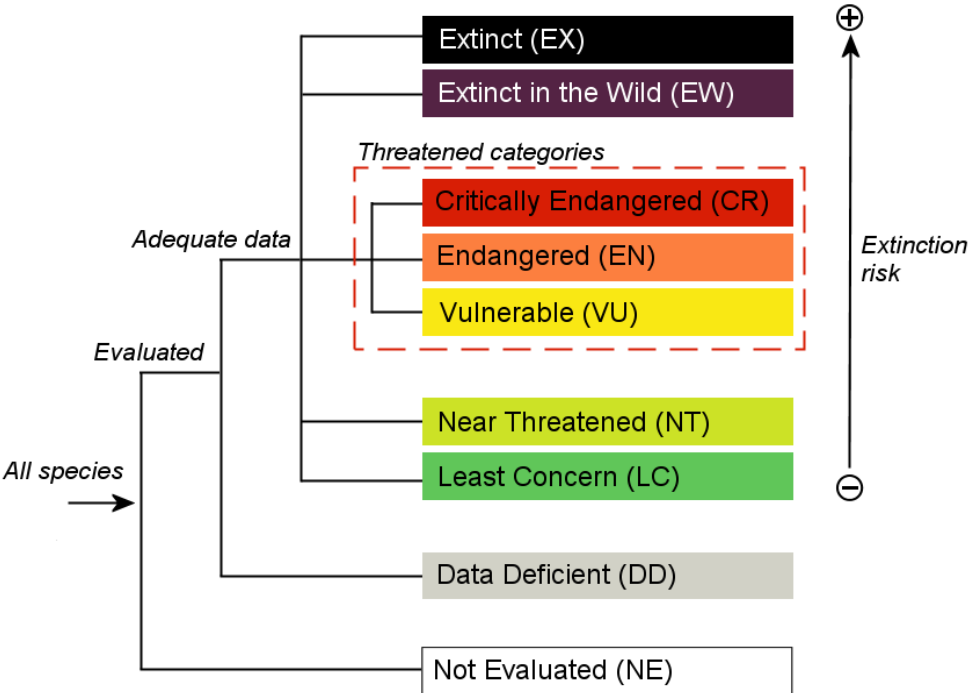 Extinct (EX)
Extinct in the Wild (EW)
Threatened categories
Critically Endangered (CR)
Adequate data
Endangered (EN)
Extinction
risk
Vulnerable (VU)
Evaluated
Near Threatened (NT)
All species
Least Concern (LC)
Data Deficient (DD)
Not Evaluated (NE)